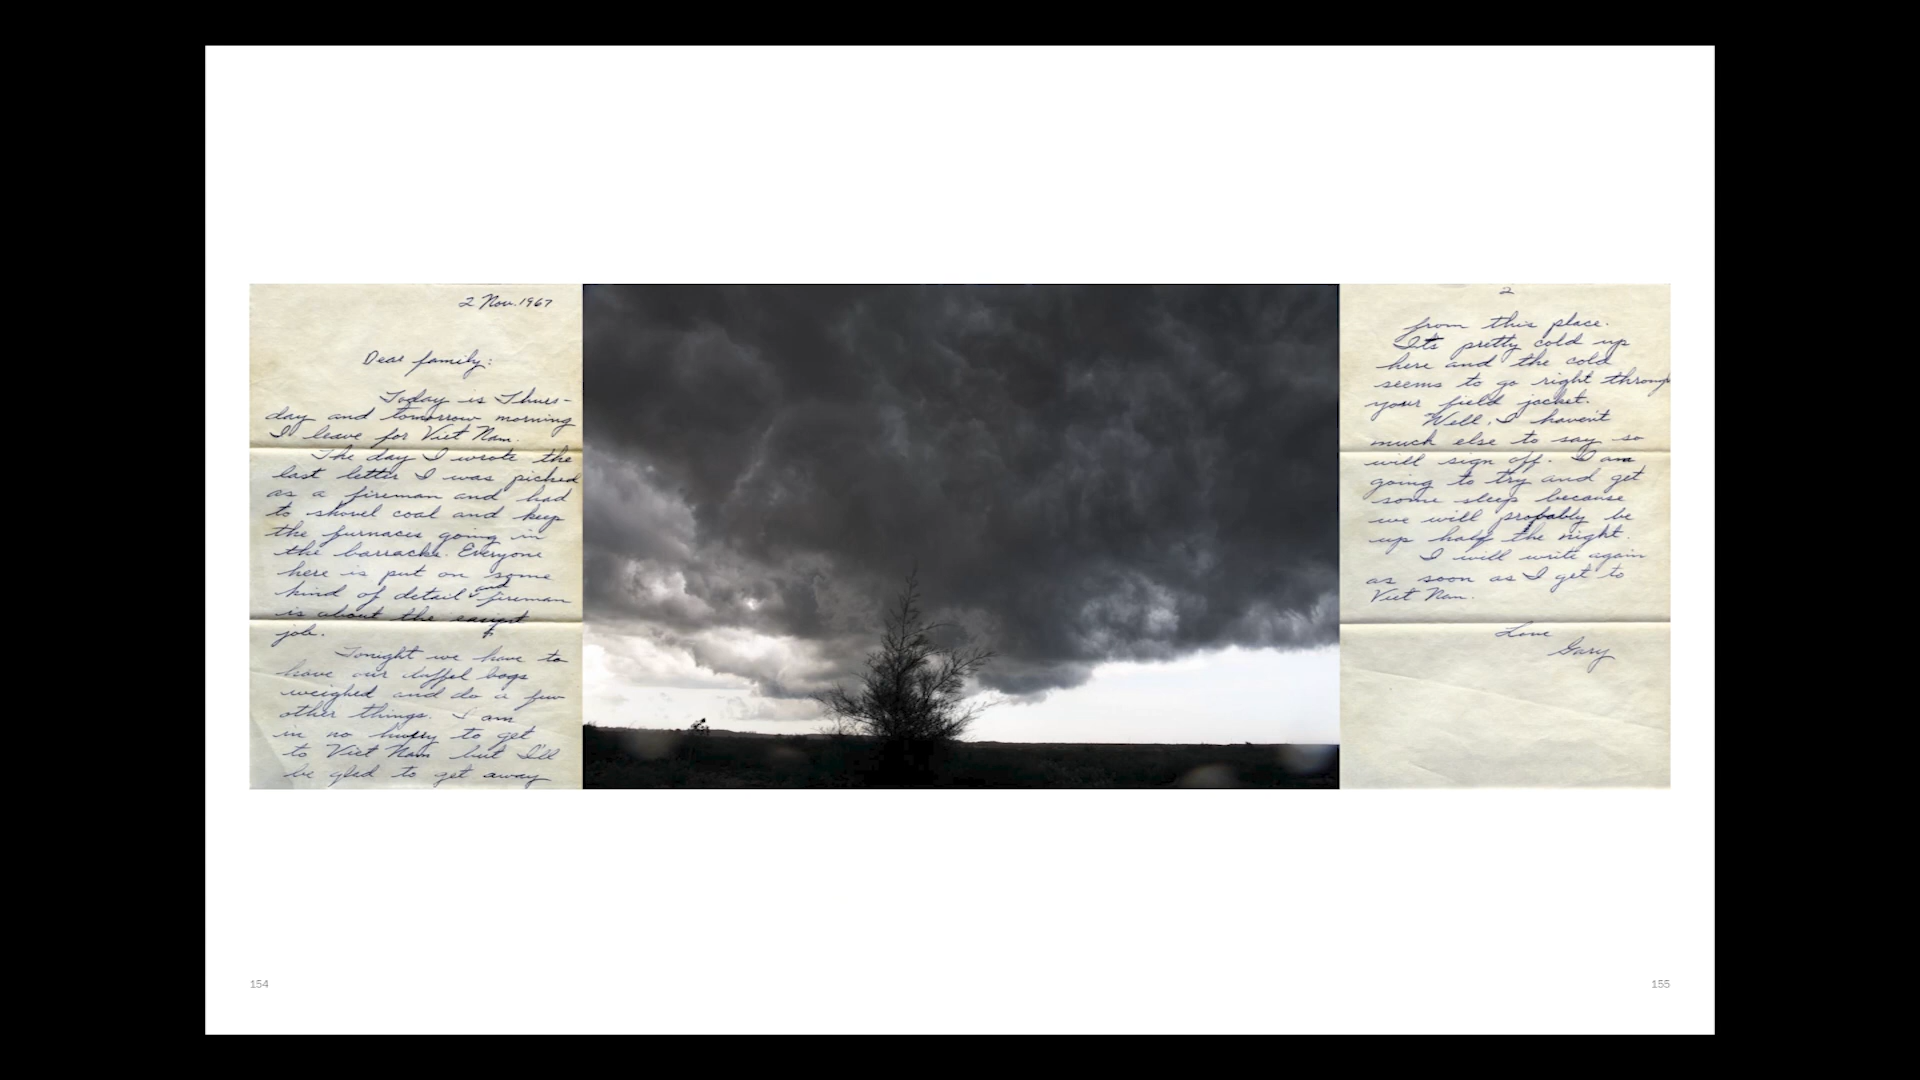 2 Nov. 1967
Dear family:
Today is Thurs-
day and tomorrow morning
I leave for Viet Nam.
The day I wrote the
last letter I was picked
as a fireman and had
to shovel coal and keep
the furnaces going in
the barracks. Everyone
here is put on some
kind of detail and fireman
is about the easiest
job.
Tonight we have to
have our duffel bags
weighed and do a few
other things. I am
in no hurry to get
to Viet Nam but I'll
be glad to get away
2
from this place.
Its pretty cold up
here and the cold
seems to go right through
your field jacket.
Well, I havent
much else to say so
will sign off. I am
going to try and get
some sleep because
we will probably be
up half the night.
I will write again
as soon as I get to
Viet Nam.
Love
Gary
154
155